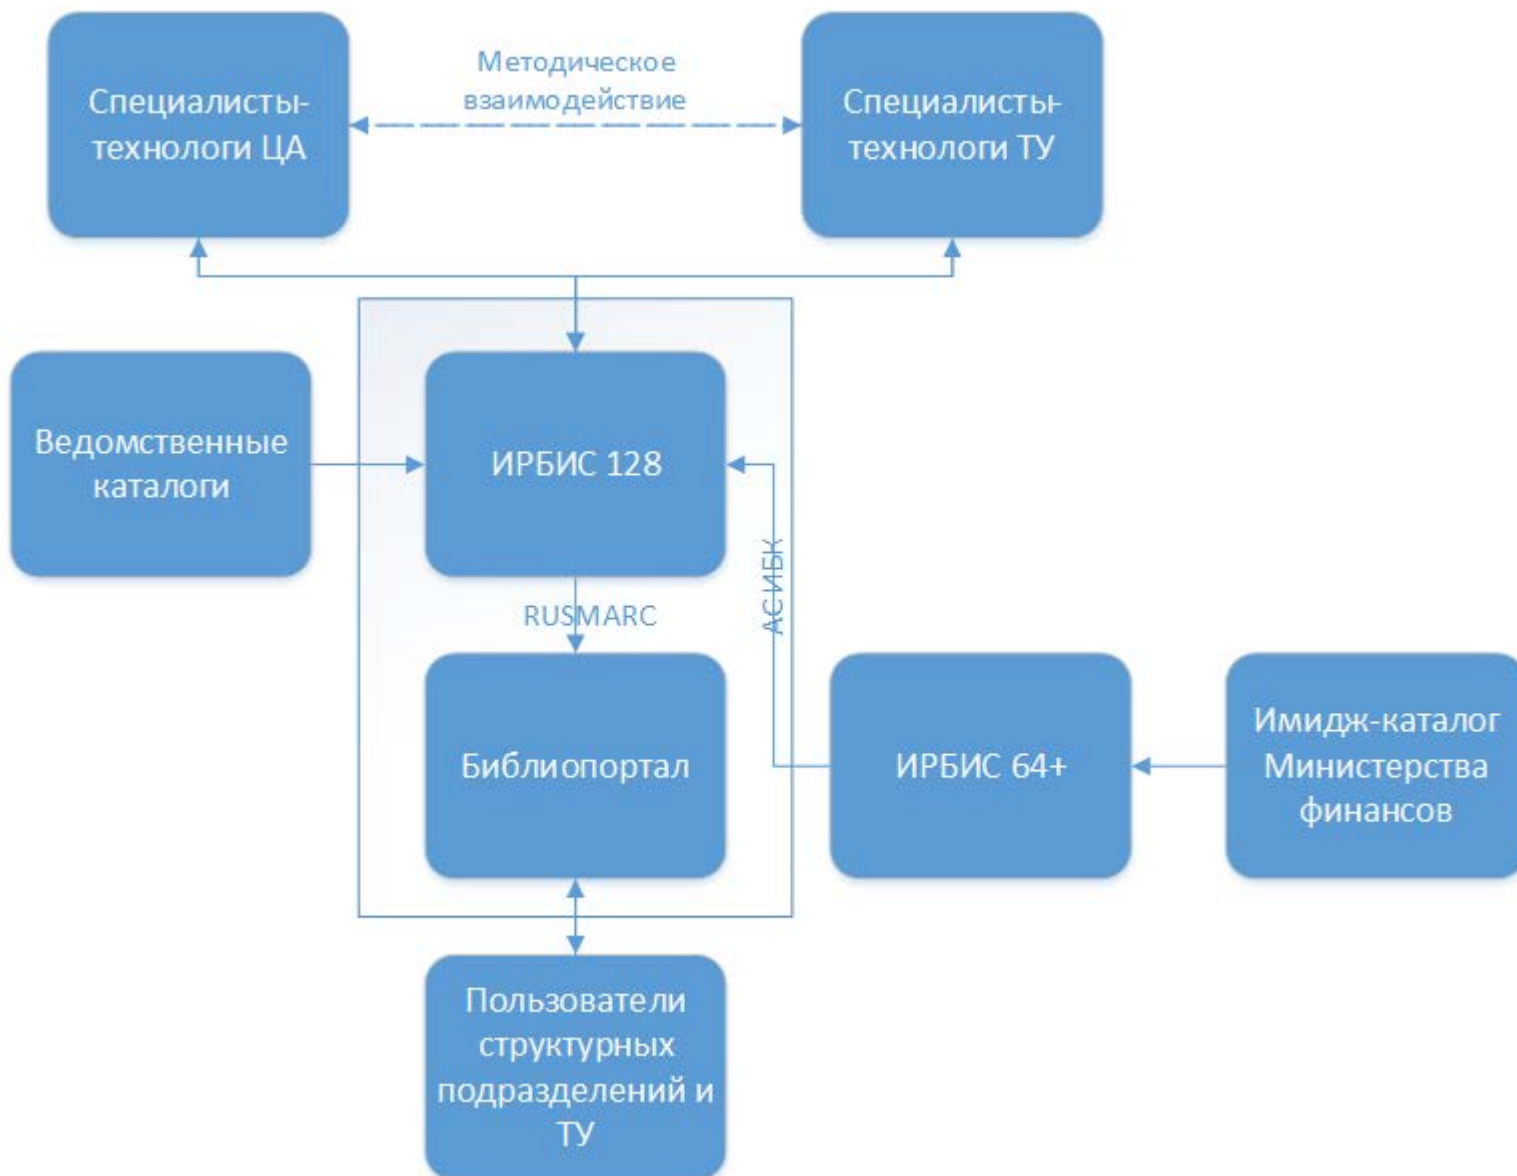 Специалисты-
технологи ЦА
Методическое
взаимодействие
Специалисты-
технологи ТУ
Ведомственные
каталоги
ИРБИС 128
RUSMARC
АСИБК
Библиопортал
ИРБИС 64+
Имидж-каталог
Министерства
финансов
Пользователи
структурных
подразделений и
ТУ